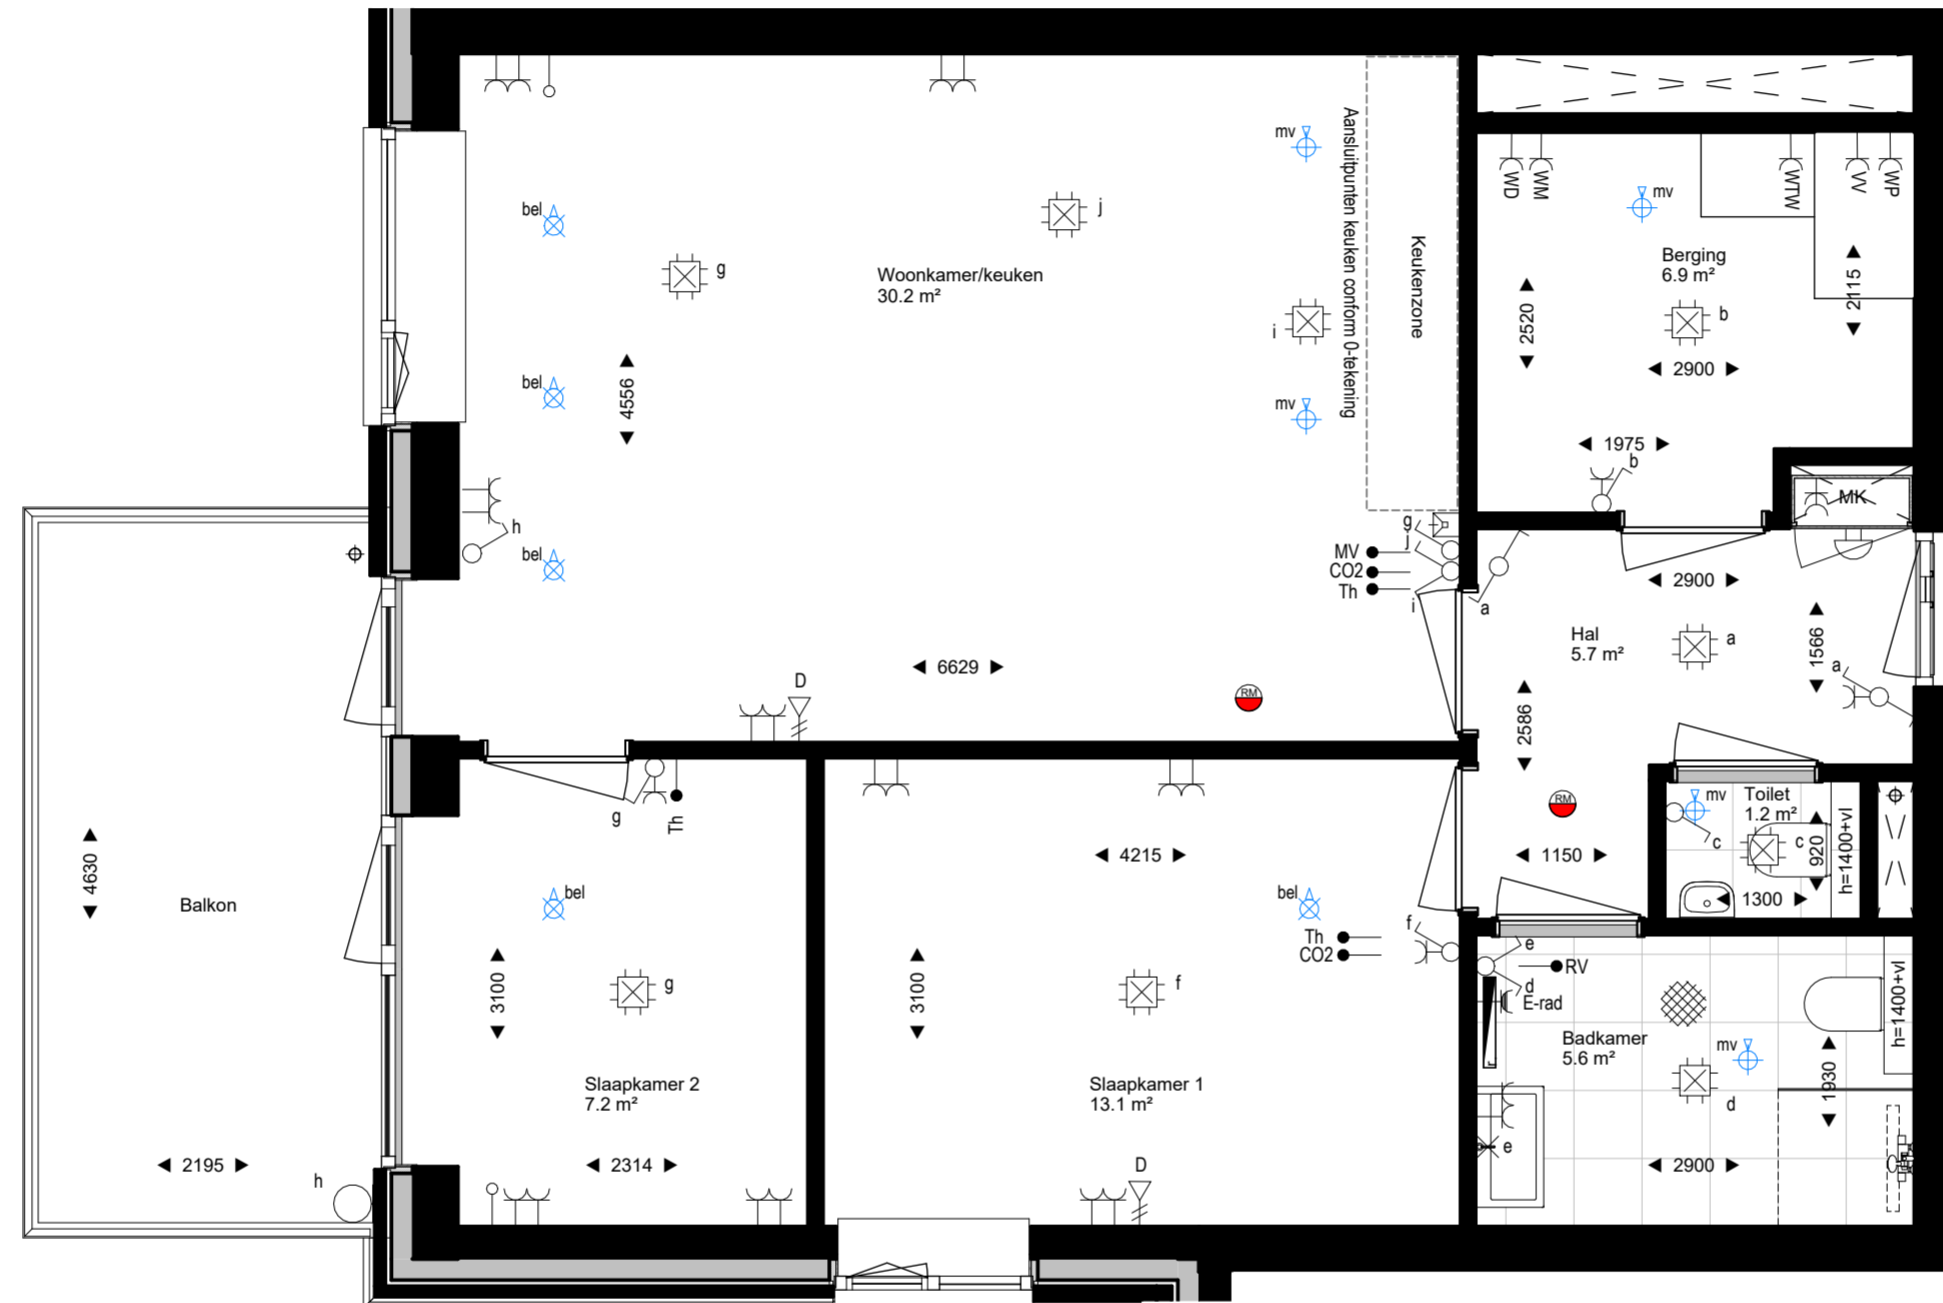 bel
bel
bel
g
j
i
Woonkamer/keuken
30.2 m²
4556
6629
h
D
mv
mv
Aansluitpunten keuken conform 0-tekening
Keukenzone
g
j
i
MV
CO2
Th
RM
WD
WM
WTW
VV
WP
mv
Berging
6.9 m²
b
2520
2115
2900
1975
b
MK
a
2900
Hal
5.7 m²
a
1566
a
2586
RM
1150
mv
Toilet
1.2 m²
c
c
920
1300
h=1400+vl
4630
Balkon
2195
h
g
Th
bel
3100
g
Slaapkamer 2
7.2 m²
2314
4215
bel
Th
CO2
f
3100
f
Slaapkamer 1
13.1 m²
D
e
RV
d
E-rad
h=1400+vl
Badkamer
5.6 m²
mv
d
1930
e
2900